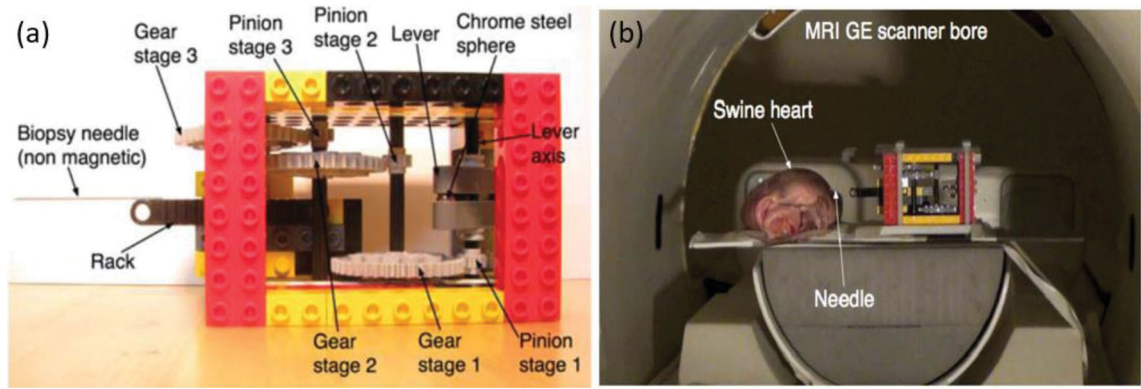 (a)
Gear
stage 3
Pinion
stage 3
Pinion
stage 2
Lever
Chrome steel
sphere
Biopsy needle
(non magnetic)
Lever
axis
Rack
Gear
stage 2
Gear
stage 1
Pinion
stage 1
(b)
MRI GE scanner bore
Swine heart
Needle